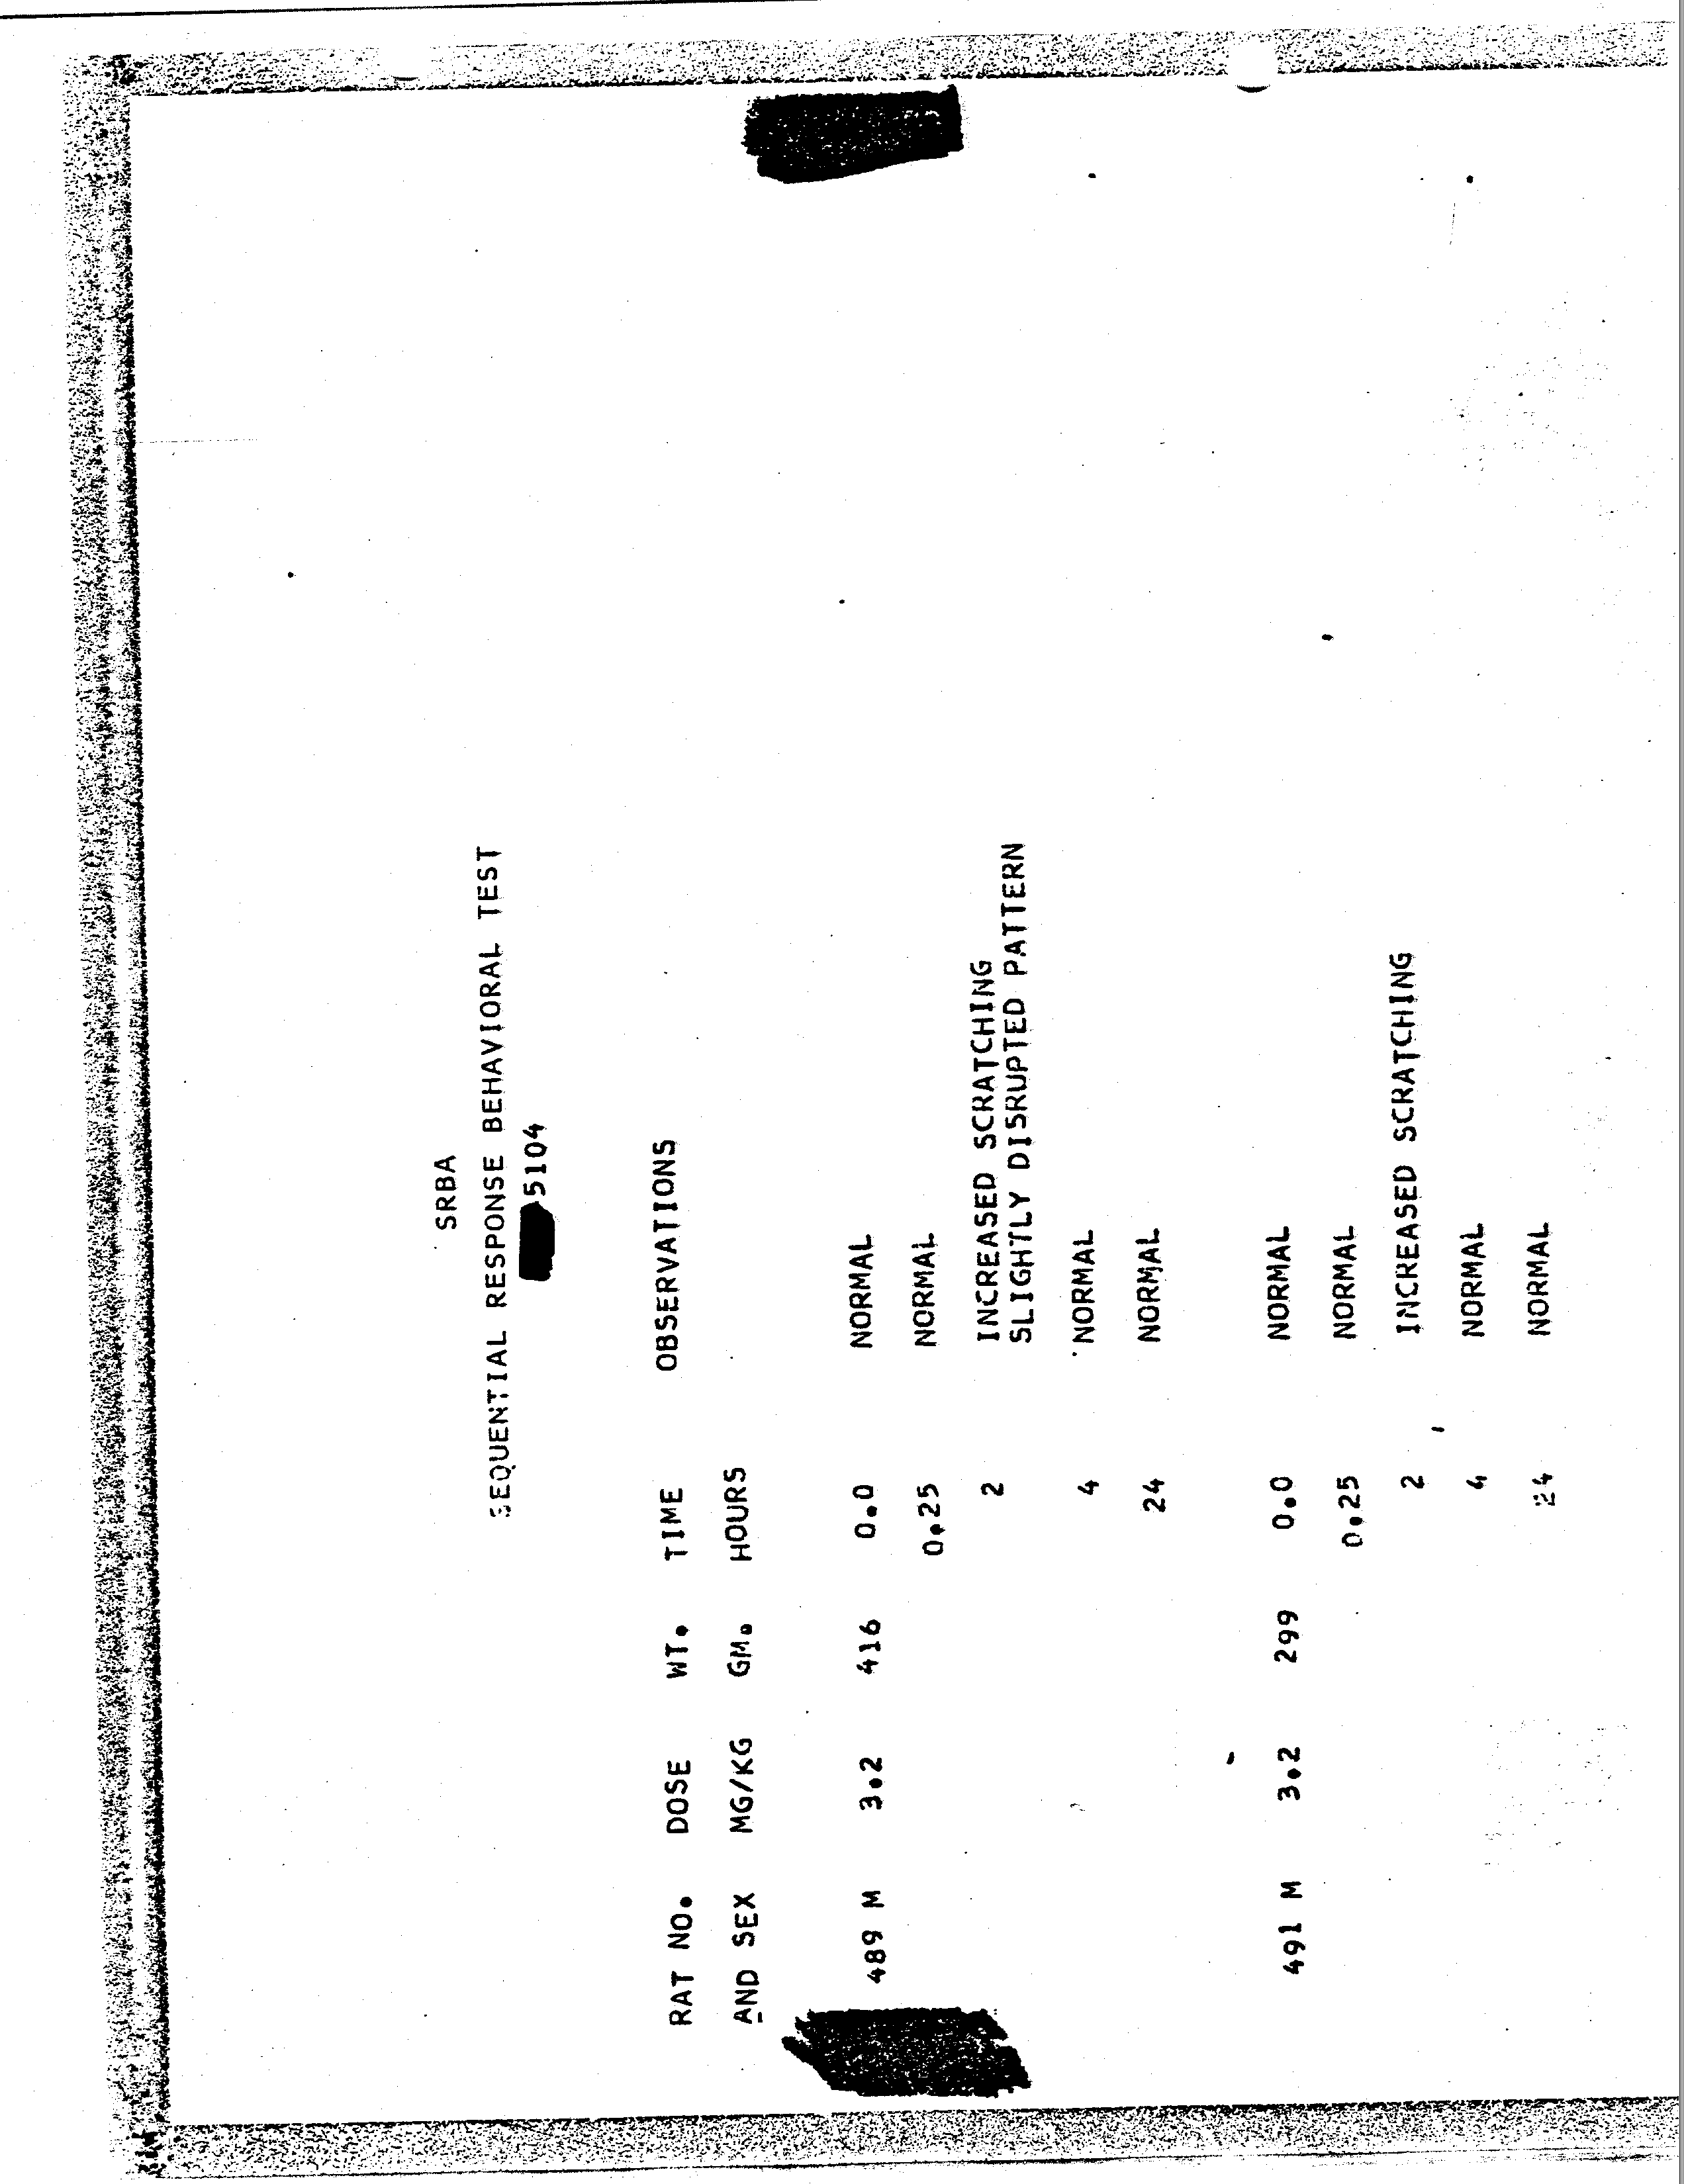 SRBA
SEQUENTIAL RESPONSE BEHAVIORAL TEST
5104
RAT NO. DOSE WT. TIME OBSERVATIONS
AND SEX MG/KG GM. HOURS
489 M 3.2 416 0.0 NORMAL
0.25 NORMAL
2 INCREASED SCRATCHING
SLIGHTLY DISRUPTED PATTERN
4 NORMAL
24 NORMAL
491 M 3.2 299 0.0 NORMAL
0.25 NORMAL
2 INCREASED SCRATCHING
4 NORMAL
24 NORMAL